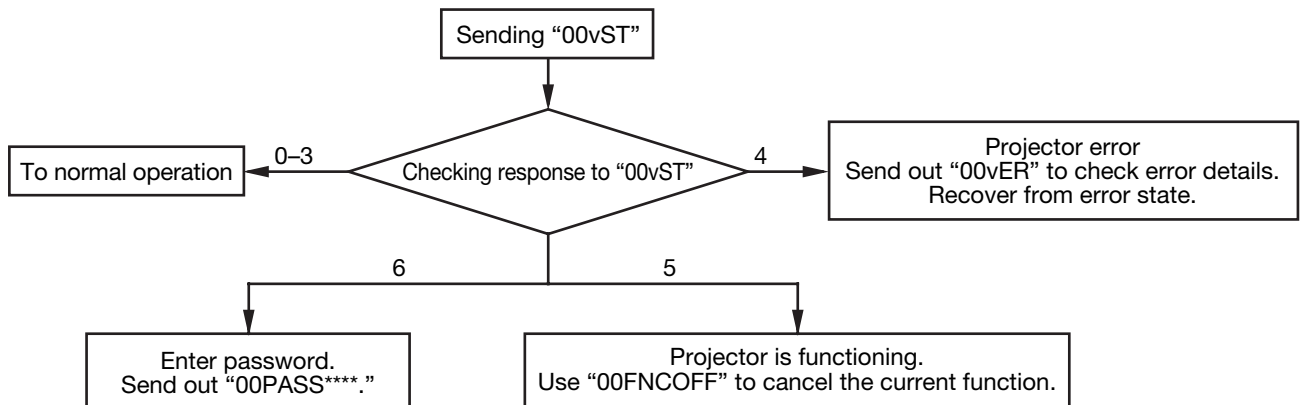 Sending “00vST”
To normal operation
0–3
Checking response to “00vST”
4
Projector error
Send out “00vER” to check error details.
Recover from error state.
6
5
Enter password.
Send out “00PASS****.”
Projector is functioning.
Use “00FNCOFF” to cancel the current function.